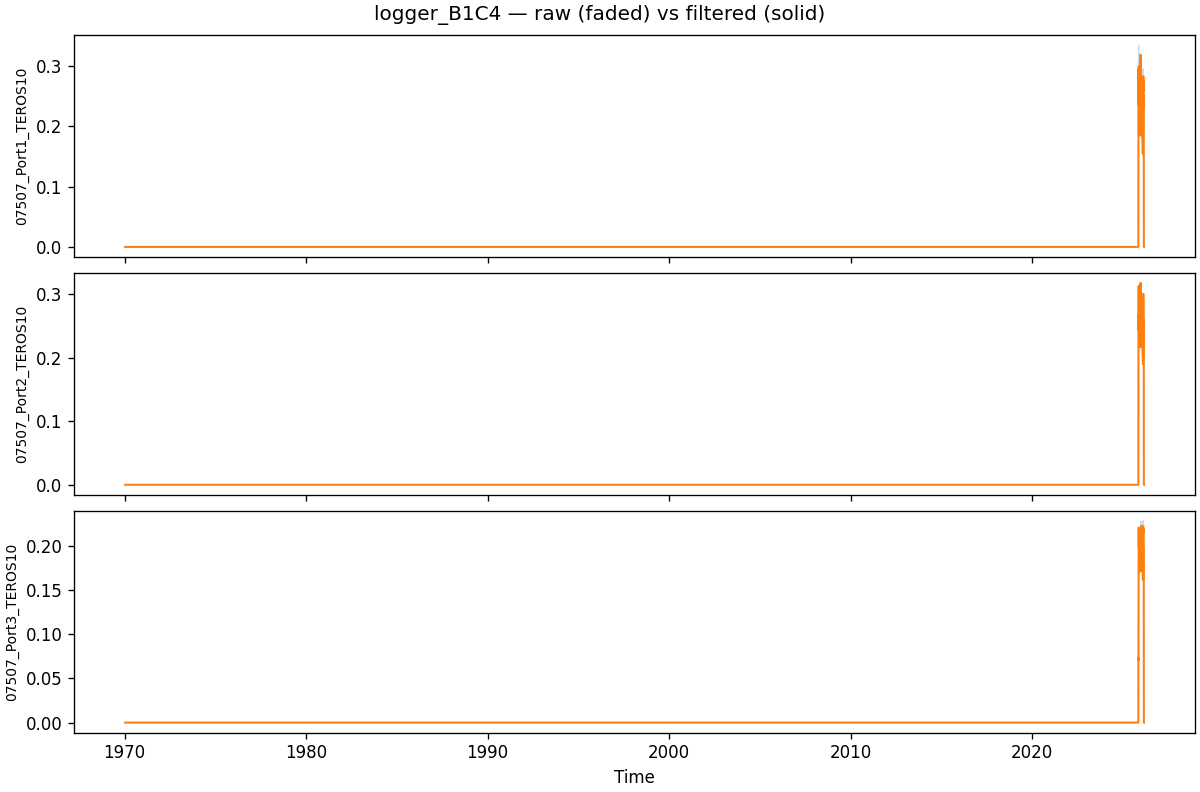 logger_B1C4 — raw (faded) vs filtered (solid)
07507_Port1_TEROS10
0.3
0.2
0.1
0.0
07507_Port2_TEROS10
0.3
0.2
0.1
0.0
07507_Port3_TEROS10
0.20
0.15
0.10
0.05
0.00
1970 1980 1990 2000 2010 2020
Time